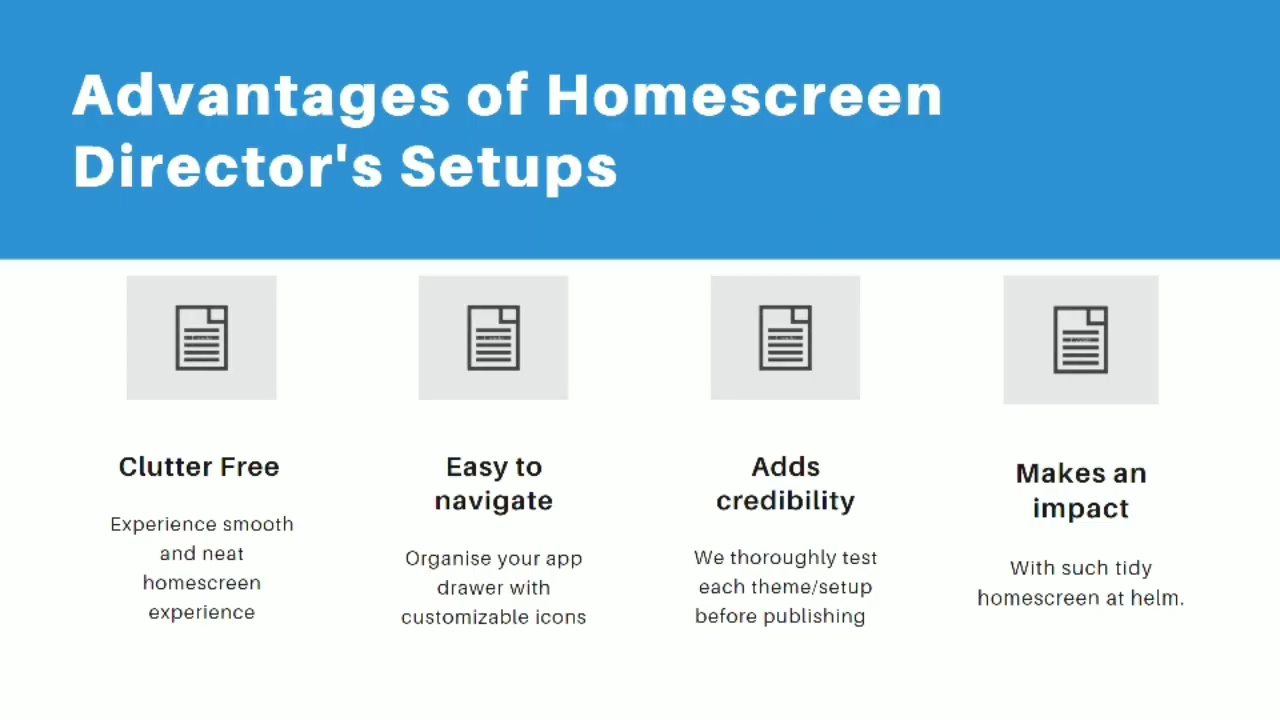 Advantages of Homescreen
Director's Setups
Clutter Free
Experience smooth
and neat
homescreen
experience
Easy to
navigate
Organise your app
drawer with
customizable icons
Adds
credibility
We thoroughly test
each theme/setup
before publishing
Makes an
impact
With such tidy
homescreen at helm.